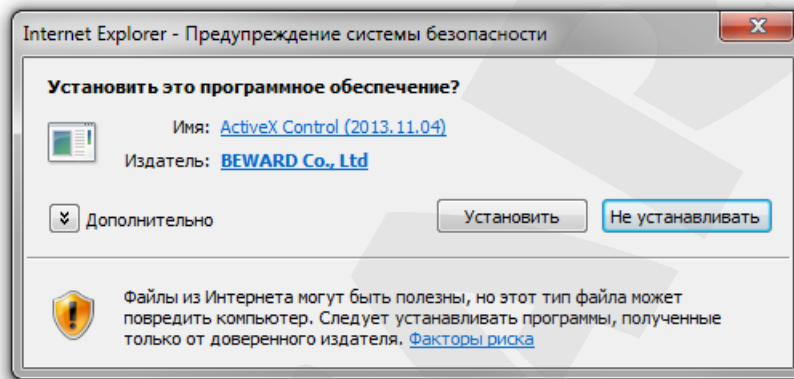 Internet Explorer - Предупреждение системы безопасности
Установить это программное обеспечение?
Имя: ActiveX Control (2013.11.04)
Издатель: BEWARD Co., Ltd
Дополнительно
Установить
Не устанавливать
Файлы из Интернета могут быть полезны, но этот тип файла может
повредить компьютер. Следует устанавливать программы, полученные
только от доверенного издателя. Факторы риска